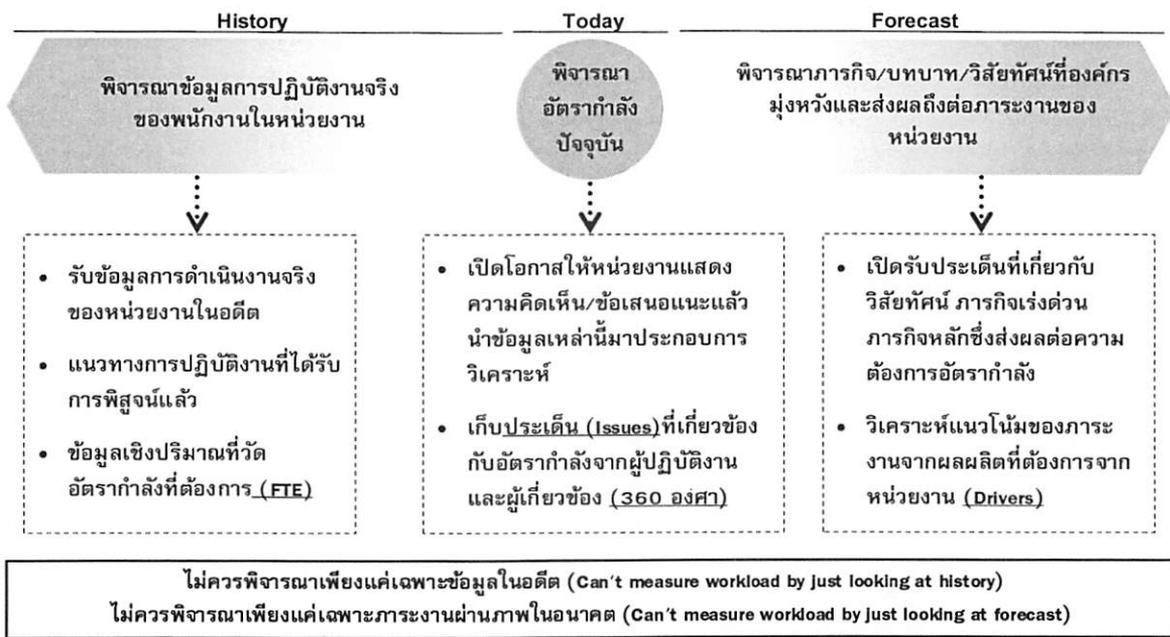 History
Today
Forecast
พิจารณาข้อมูลการปฏิบัติงานจริง
ของพนักงานในหน่วยงาน
พิจารณา
อัตรากำลัง
ปัจจุบัน
พิจารณาภารกิจ/บทบาท/วิสัยทัศน์ที่องค์กร
มุ่งหวังและส่งผลถึงต่อภาระงานของ
หน่วยงาน
• รับข้อมูลการดำเนินงานจริง
ของหน่วยงานในอดีต
• แนวทางการปฏิบัติงานที่ได้รับ
การพิสูจน์แล้ว
• ข้อมูลเชิงปริมาณที่วัด
อัตรากำลังที่ต้องการ (FTE)
• เปิดโอกาสให้หน่วยงานแสดง
ความคิดเห็น/ข้อเสนอแนะแล้ว
นำข้อมูลเหล่านี้มาประกอบการ
วิเคราะห์
• เก็บประเด็น (Issues)ที่เกี่ยวข้อง
กับอัตรากำลังจากผู้ปฏิบัติงาน
และผู้เกี่ยวข้อง (360 องศา)
• เปิดรับประเด็นที่เกี่ยวกับ
วิสัยทัศน์ ภารกิจเร่งด่วน
ภารกิจหลักซึ่งส่งผลต่อความ
ต้องการอัตรากำลัง
• วิเคราะห์แนวโน้มของภาระ
งานจากผลผลิตที่ต้องการจาก
หน่วยงาน (Drivers)
ไม่ควรพิจารณาเพียงแค่เฉพาะข้อมูลในอดีต (Can't measure workload by just looking at history)
ไม่ควรพิจารณาเพียงแค่เฉพาะภาระงานผ่านภาพในอนาคต (Can't measure workload by just looking at forecast)